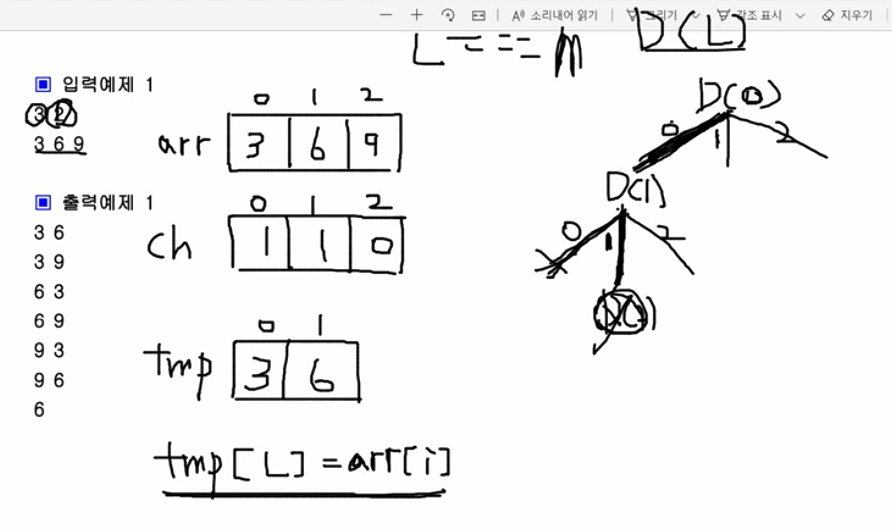 소리내어 읽기 그리기 강조 표시 지우기
L == m D(L)
입력예제 1
3 2
3 6 9
0 1 2
arr 3 6 9
출력예제 1
3 6
3 9
6 3
6 9
9 3
9 6
6
0 1 2
ch 1 1 0
0 1
tmp 3 6
tmp[L]=arr[i]
D(0)
0 1 2
D(1)
0 1 2